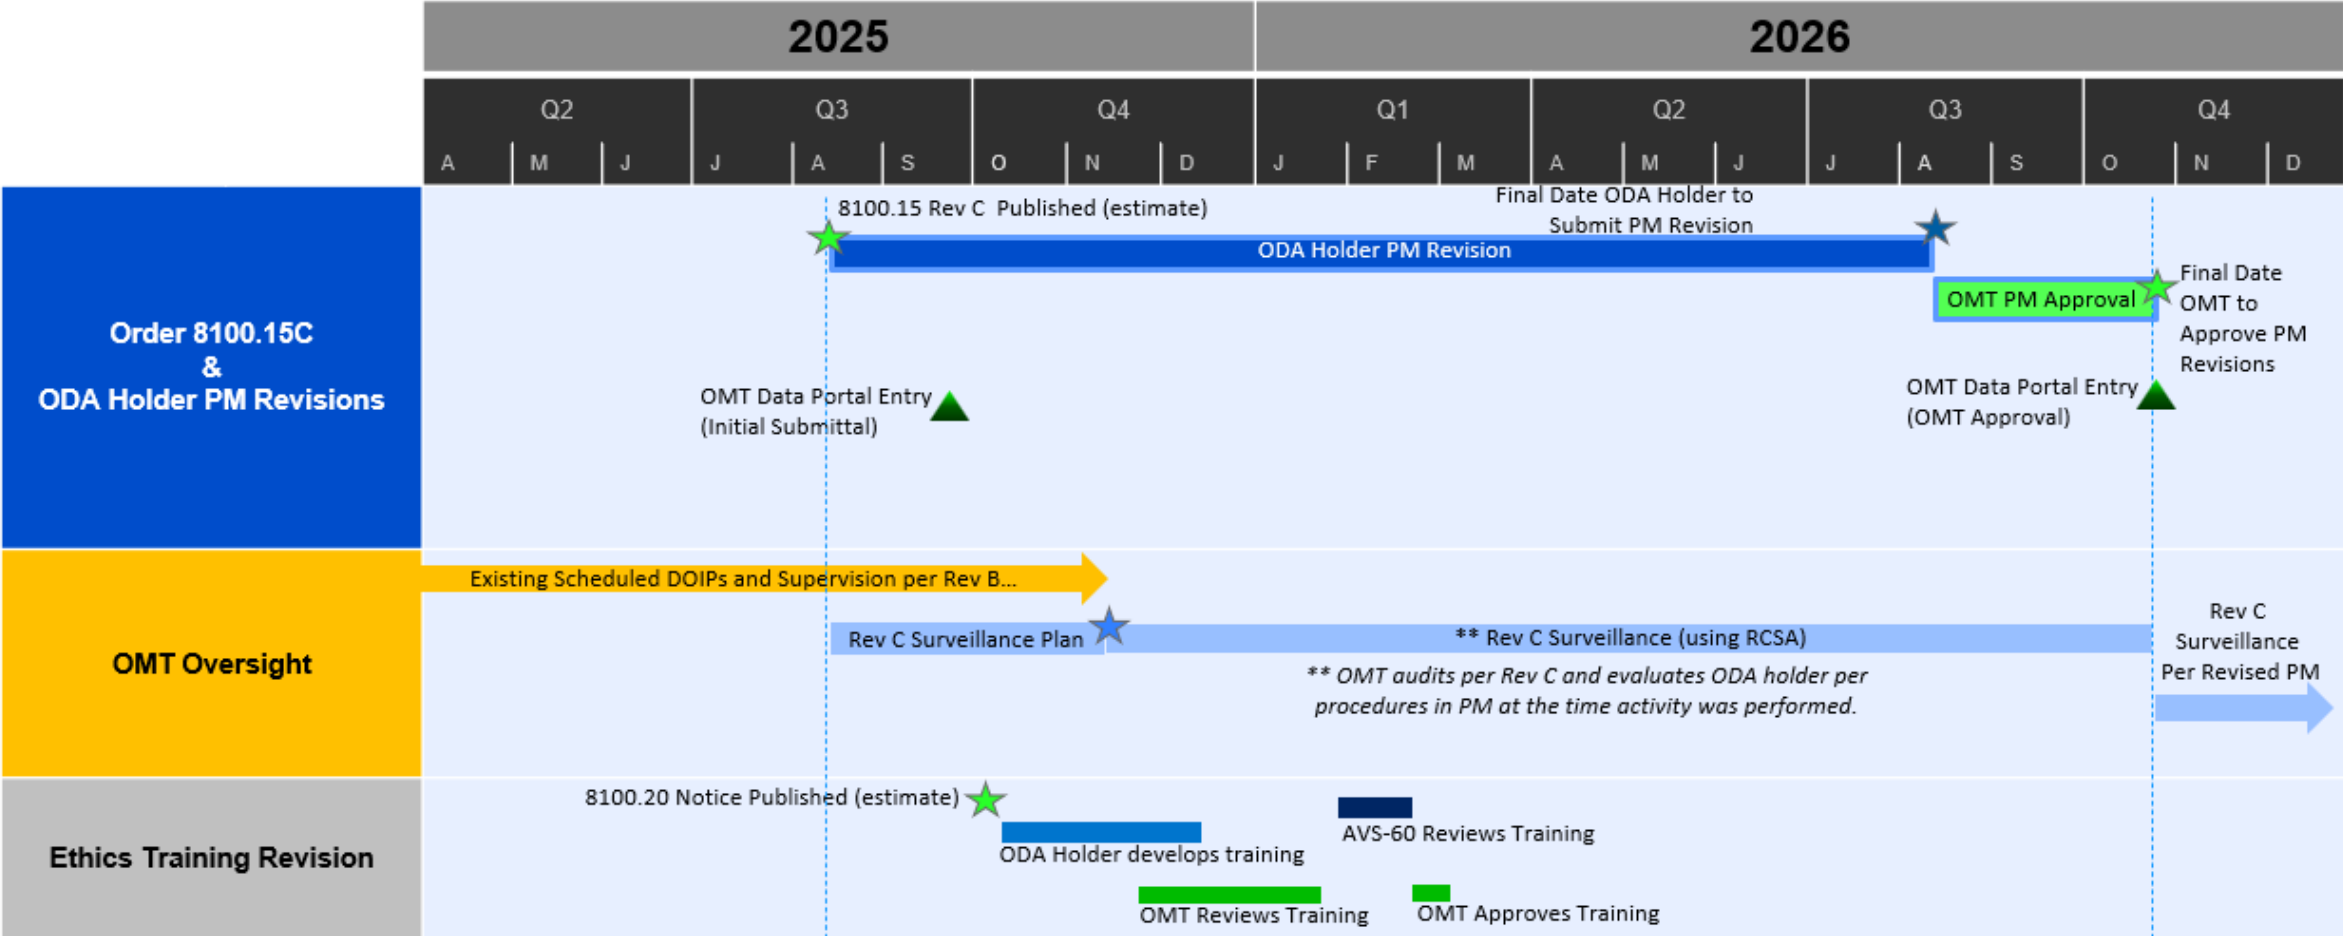 2025
2026
Q2
Q3
Q4
Q1
Q2
Q3
Q4
A
M
J
J
A
S
O
N
D
J
F
M
A
M
J
J
A
S
O
N
D
Order 8100.15C
&
ODA Holder PM Revisions
8100.15 Rev C  Published (estimate)
Final Date ODA Holder to
Submit PM Revision
ODA Holder PM Revision
OMT PM Approval
Final Date
OMT to
Approve PM
Revisions
OMT Data Portal Entry
(Initial Submittal)
OMT Data Portal Entry
(OMT Approval)
OMT Oversight
Existing Scheduled DOIPs and Supervision per Rev B...
Rev C Surveillance Plan
** Rev C Surveillance (using RCSA)
** OMT audits per Rev C and evaluates ODA holder per
procedures in PM at the time activity was performed.
Rev C
Surveillance
Per Revised PM
Ethics Training Revision
8100.20 Notice Published (estimate)
ODA Holder develops training
AVS-60 Reviews Training
OMT Reviews Training
OMT Approves Training